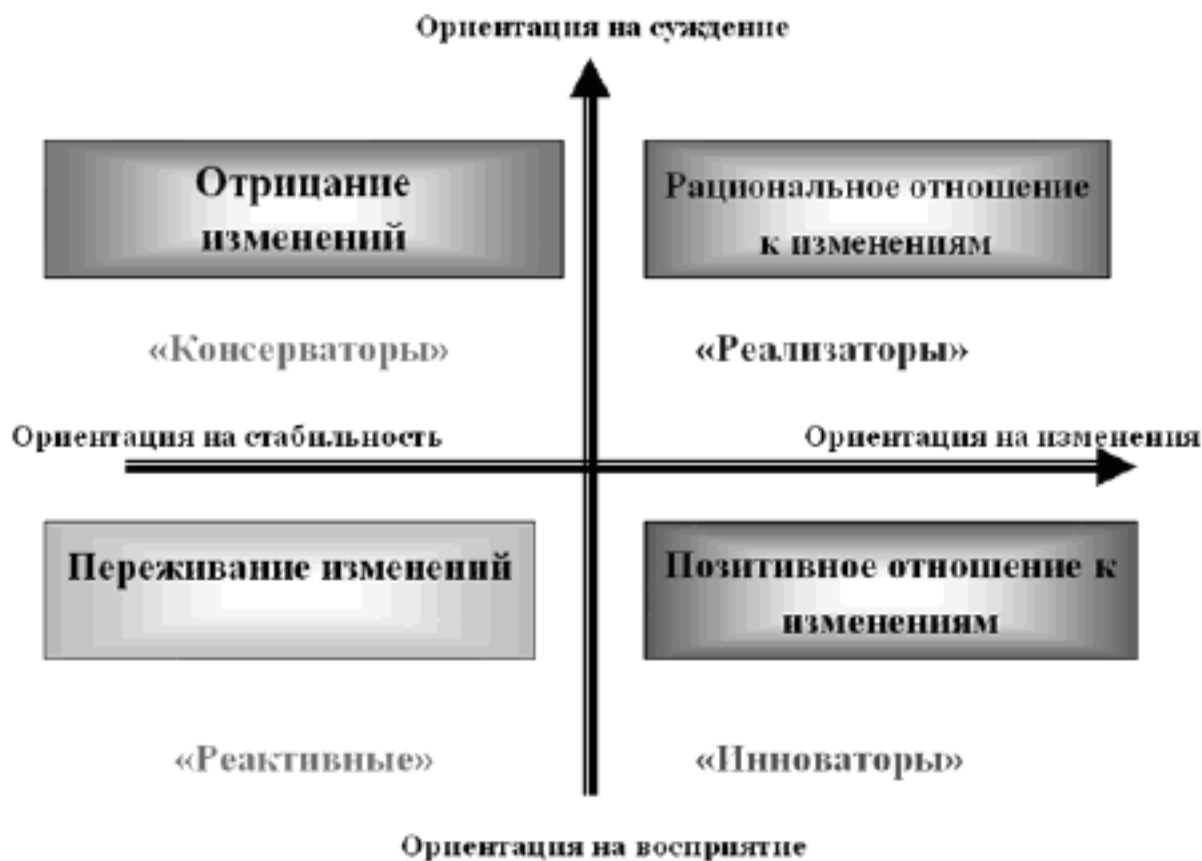 Ориентация на суждение
Отрицание
изменений
Рациональное отношение
к изменениям
«Консерваторы»
«Реализаторы»
Ориентация на стабильность
Ориентация на изменения
Переживание изменений
Позитивное отношение к
изменениям
«Реактивные»
«Инноваторы»
Ориентация на восприятие